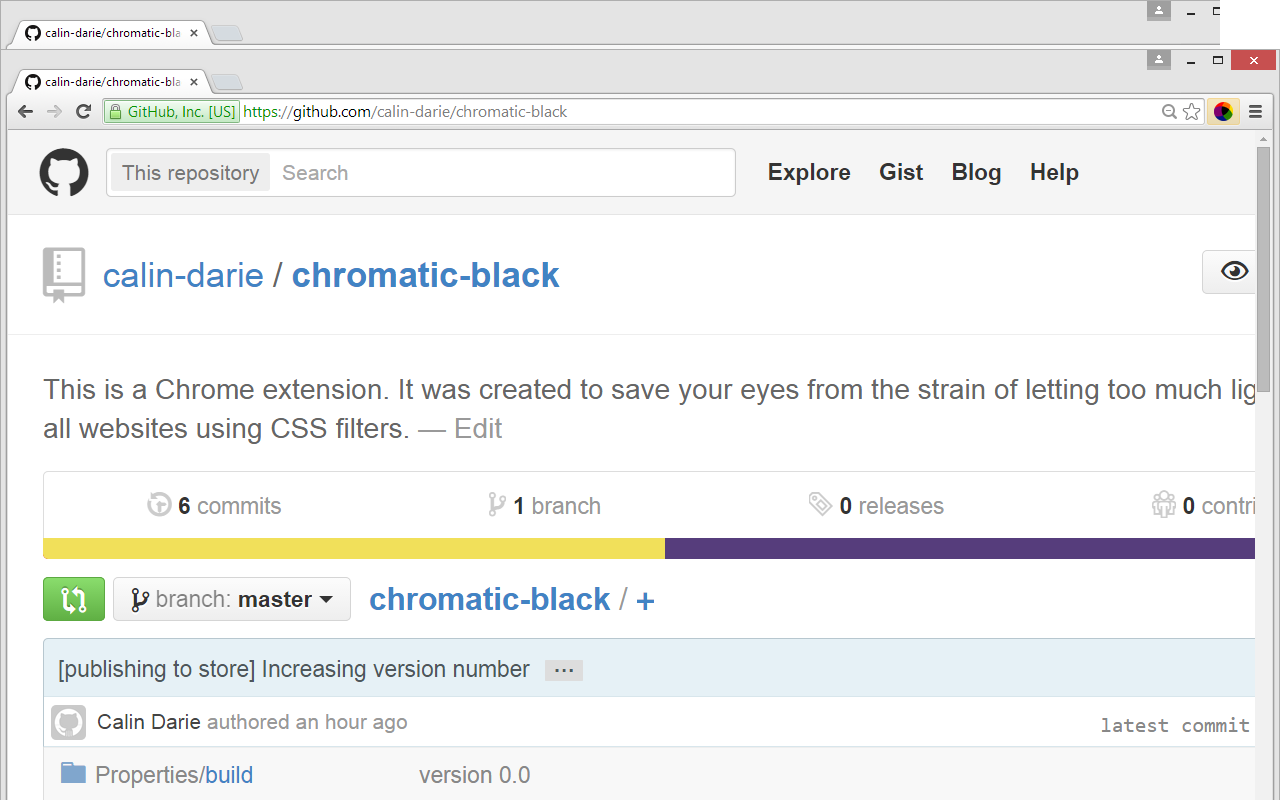 calin-darie/chromatic-bla
calin-darie/chromatic-bla
GitHub, Inc. [US] https://github.com/calin-darie/chromatic-black
This repository Search Explore Gist Blog Help
calin-darie / chromatic-black
This is a Chrome extension. It was created to save your eyes from the strain of letting too much lig
all websites using CSS filters. — Edit
6 commits 1 branch 0 releases 0 contri
branch: master chromatic-black / +
[publishing to store] Increasing version number ...
Calin Darie authored an hour ago latest commit
Properties/build version 0.0